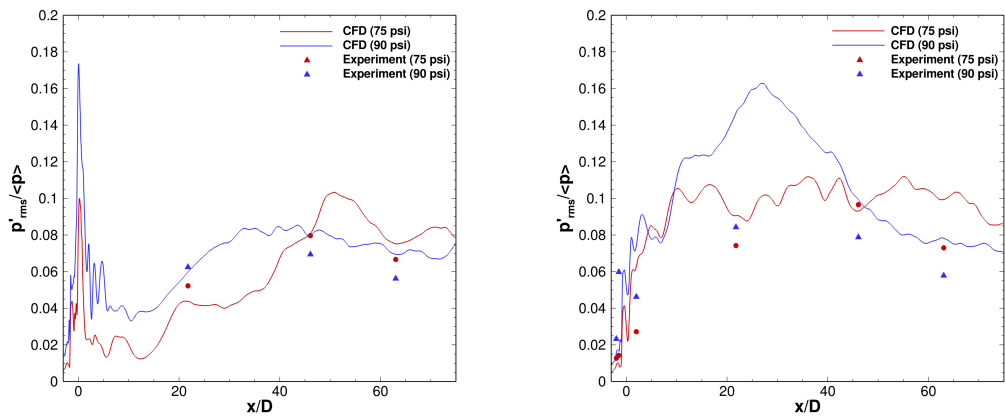 0.2
0.18
0.16
0.14
0.12
0.1
0.08
0.06
0.04
0.02
0
p'rms/<p>
0 20 40 60
x/D
CFD (75 psi)
CFD (90 psi)
Experiment (75 psi)
Experiment (90 psi)
0.2
0.18
0.16
0.14
0.12
0.1
0.08
0.06
0.04
0.02
0
p'rms/<p>
0 20 40 60
x/D
CFD (75 psi)
CFD (90 psi)
Experiment (75 psi)
Experiment (90 psi)